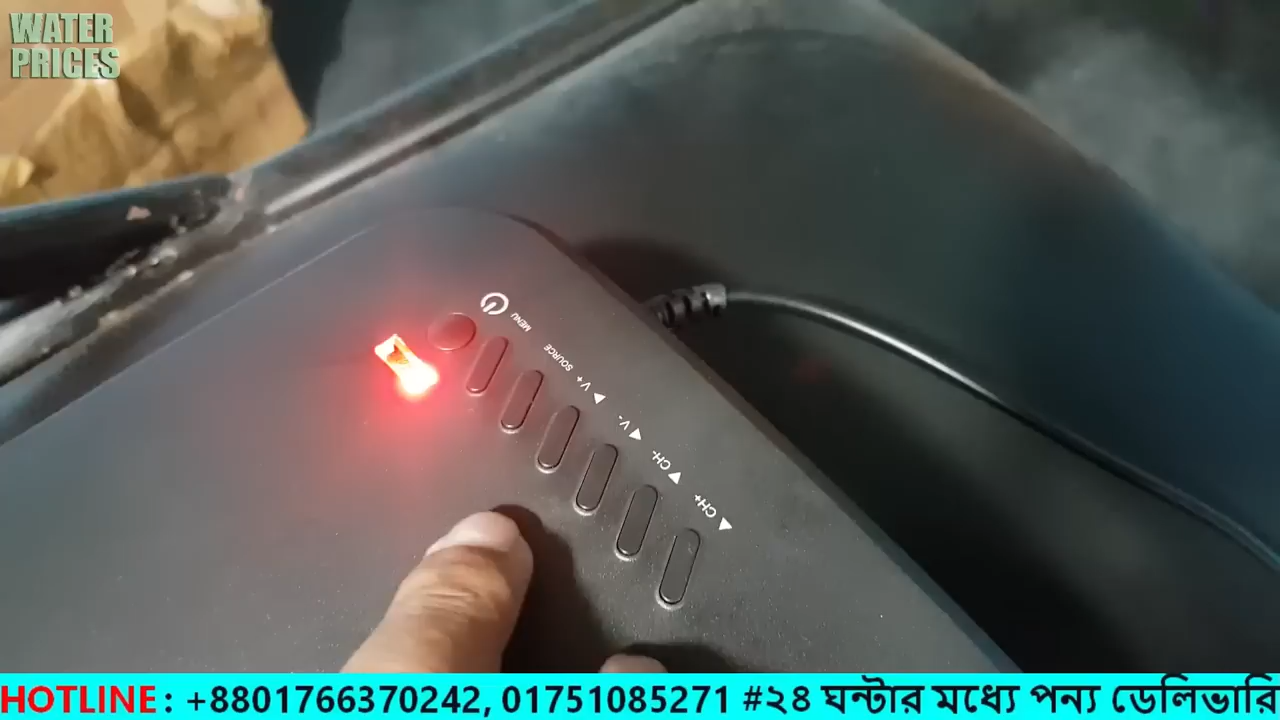 WATER
PRICES
MENU
SOURCE
V+
V-
CH-
CH+
HOTLINE : +8801766370242, 01751085271 #২৪ ঘন্টার মধ্যে পন্য ডেলিভারি